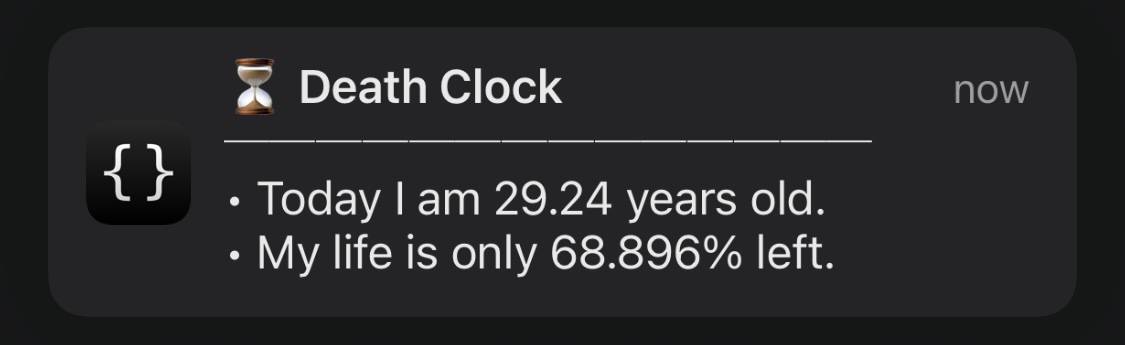 ⏳ Death Clock
now
{}
• Today I am 29.24 years old.
• My life is only 68.896% left.